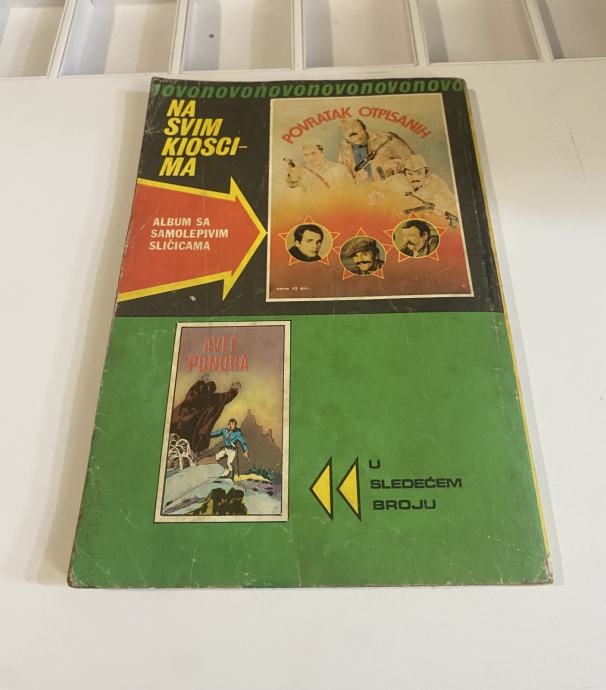 novonovonovonovonovonovo
NA
SVIM
KIOSCI-
MA
ALBUM SA
SAMOLEPIVIM
SLIČICAMA
POVRATAK OTPISANIH
AVET
PONORA
U
SLEDEĆEM
BROJU